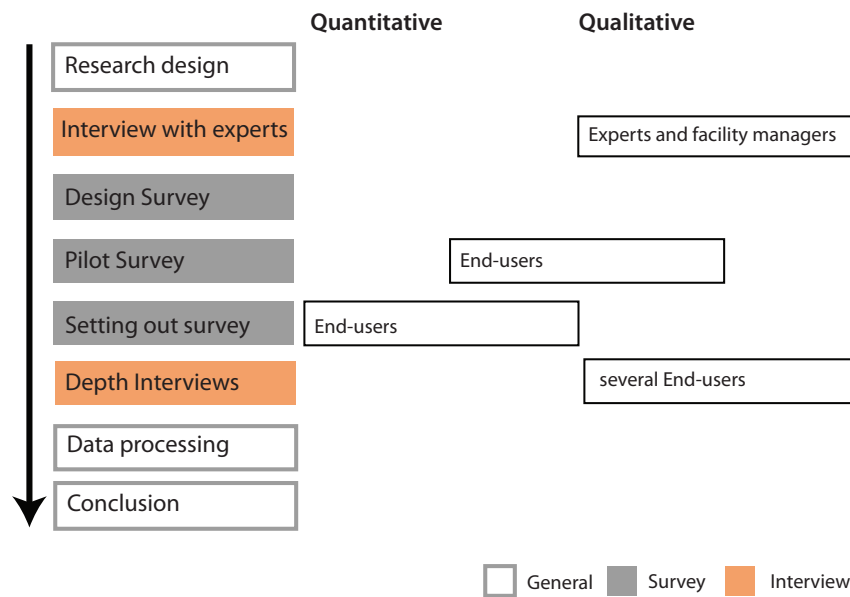 Quantitative Qualitative
Research design
Interview with experts
Experts and facility managers
Design Survey
Pilot Survey
End-users
Setting out survey
End-users
Depth Interviews
several End-users
Data processing
Conclusion
General Survey Interview